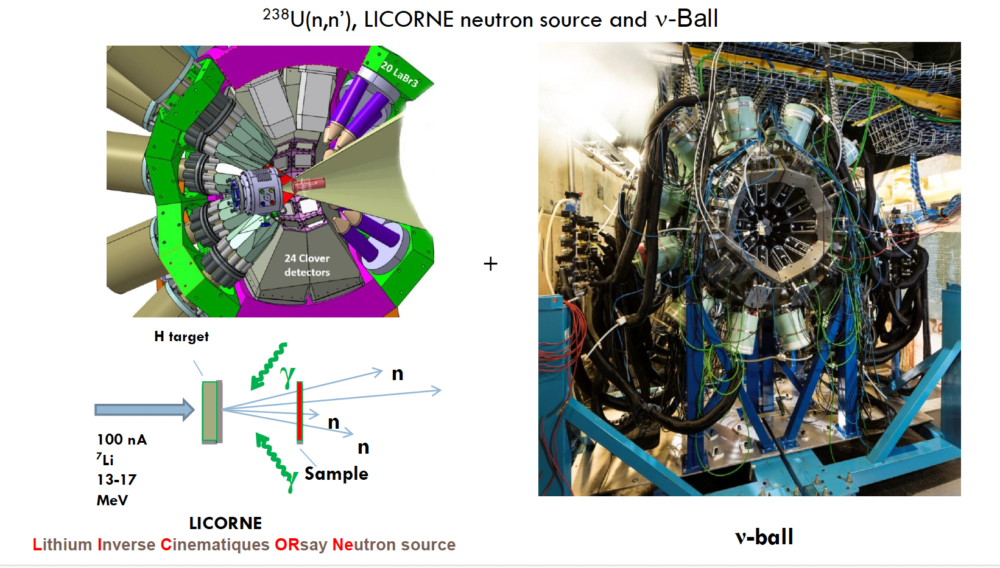 ²³⁸U(n,n’), LICORNE neutron source and ν-Ball
20 LaBr3
24 Clover
detectors
+
H target
γ
n
n
n
γ
Sample
100 nA
⁷Li
13-17
MeV
LICORNE
Lithium Inverse Cinematiques ORsay Neutron source
ν-ball